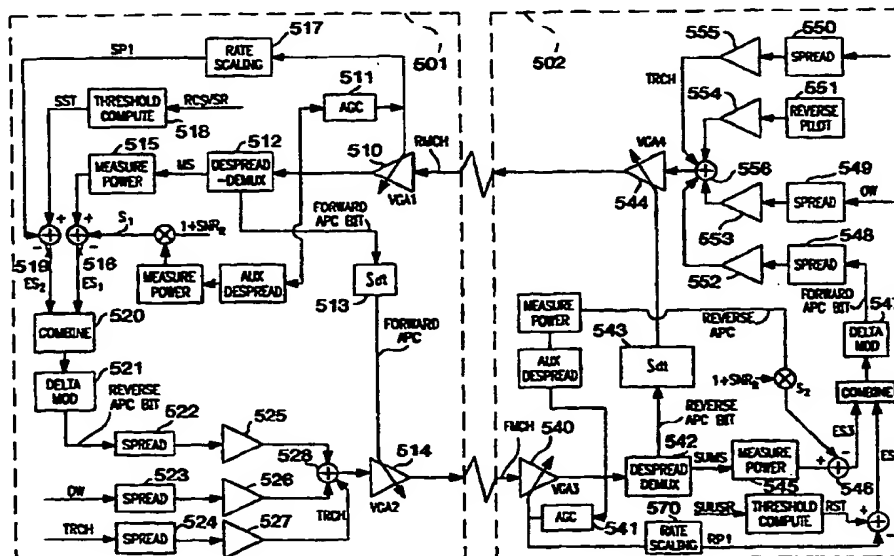 517
RATE
SCALING
SP1
501
511
AGC
SST
THRESHOLD
COMPUTE
RCS/SR
518
512
515
MEASURE
POWER
MS
DESPREAD
-DEMUX
510
VGA1
RMCH
FORWARD
APC BIT
S1
1+SNRR
519
ES2
516
ES1
MEASURE
POWER
AUX
DESPREAD
S dt
513
520
COMBINE
FORWARD
APC
521
DELTA
MOD
REVERSE
APC BIT
522
SPREAD
525
OW
523
SPREAD
526
528
514
VGA2
TRCH
524
SPREAD
527
TRCH
502
555
550
SPREAD
TRCH
554
551
REVERSE
PILOT
VGA4
544
556
549
SPREAD
OW
553
548
SPREAD
552
FORWARD
APC BIT
547
DELTA
MOD
MEASURE
POWER
REVERSE
APC
543
S dt
AUX
DESPREAD
1+SNRR
S2
COMBINE
REVERSE
APC BIT
ES3
FMCH
540
VGA3
542
DESPREAD
DEMUX
SUMS
MEASURE
POWER
545
546
AGC
541
570
RATE
SCALING
THRESHOLD
COMPUTE
RST
RP1